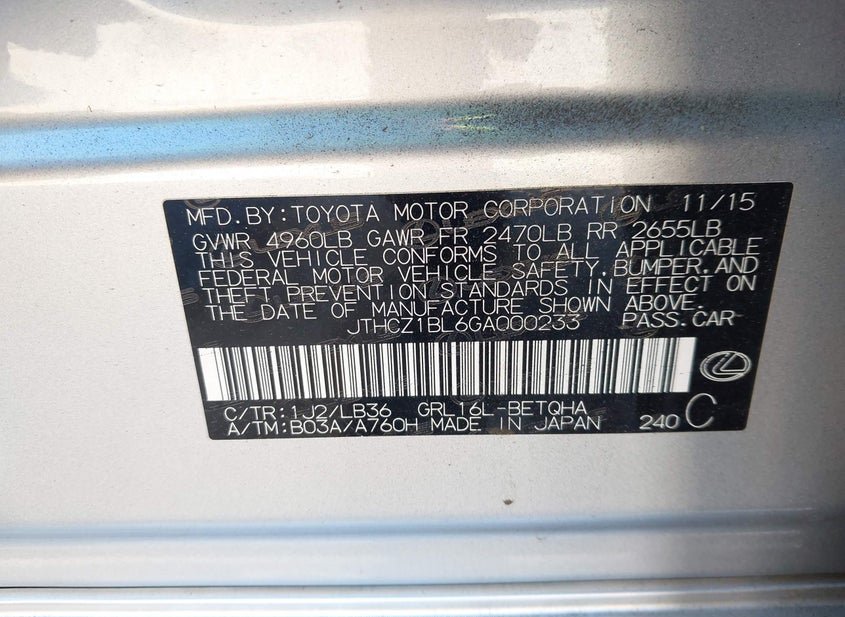 MFD. BY: TOYOTA MOTOR CORPORATION 11/15
GVWR 4960LB GAWR FR 2470LB RR 2655LB
THIS VEHICLE CONFORMS TO ALL APPLICABLE
FEDERAL MOTOR VEHICLE SAFETY, BUMPER, AND
THEFT PREVENTION STANDARDS IN EFFECT ON
THE DATE OF MANUFACTURE SHOWN ABOVE.
JTHCZ1BL6GA000233 PASS. CAR
C/TR: 1J2/LB36 GRL16L-BETQHA
A/TM: B03A/A760H MADE IN JAPAN 240 C